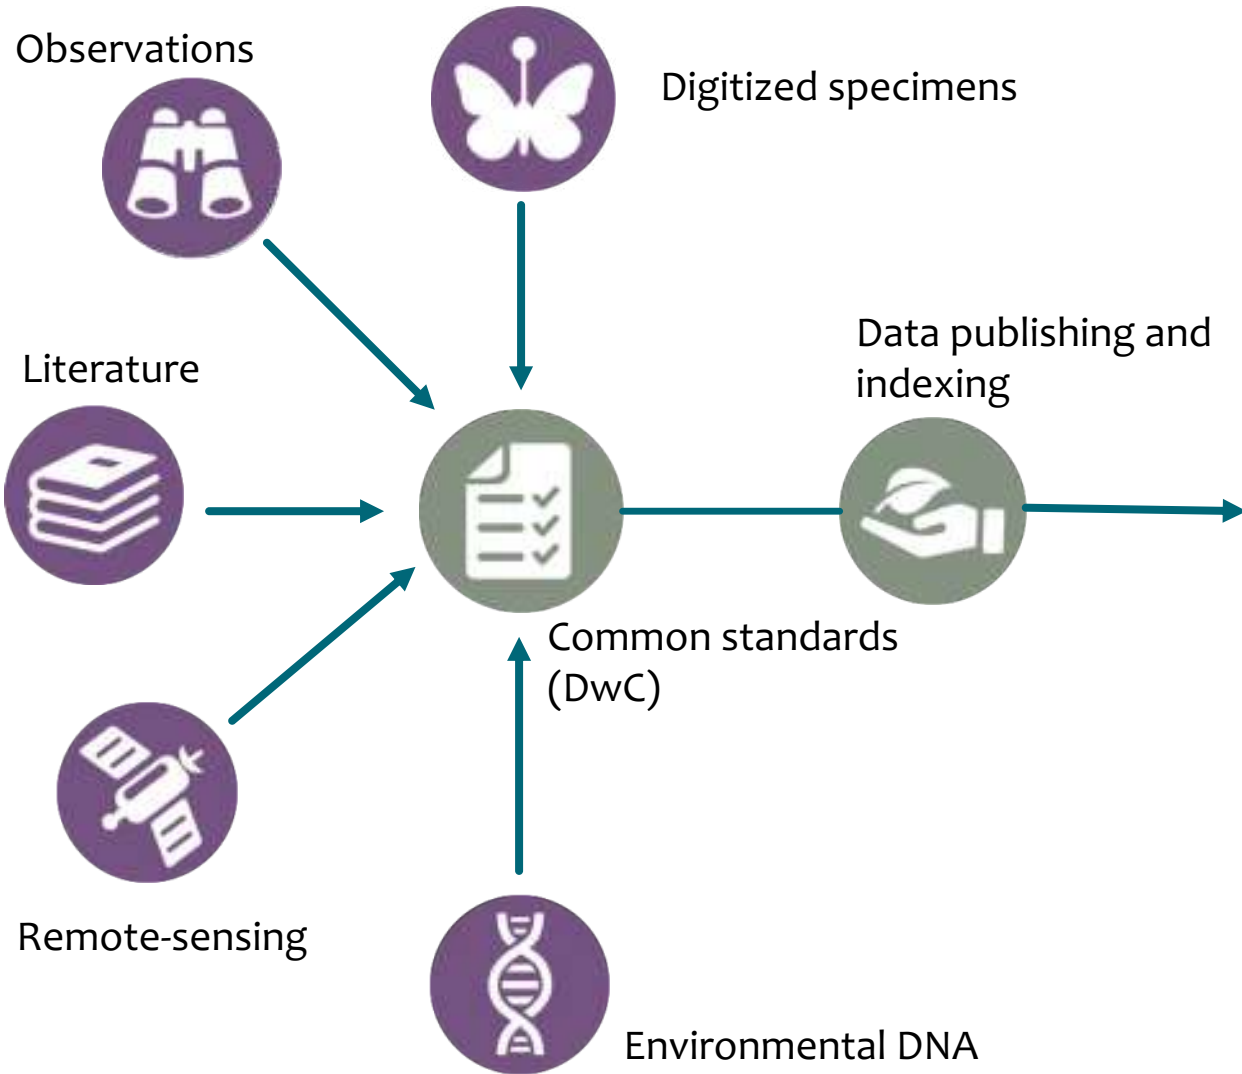 Observations
Digitized specimens
Data publishing and
indexing
Literature
Common standards
(DwC)
Remote-sensing
Environmental DNA